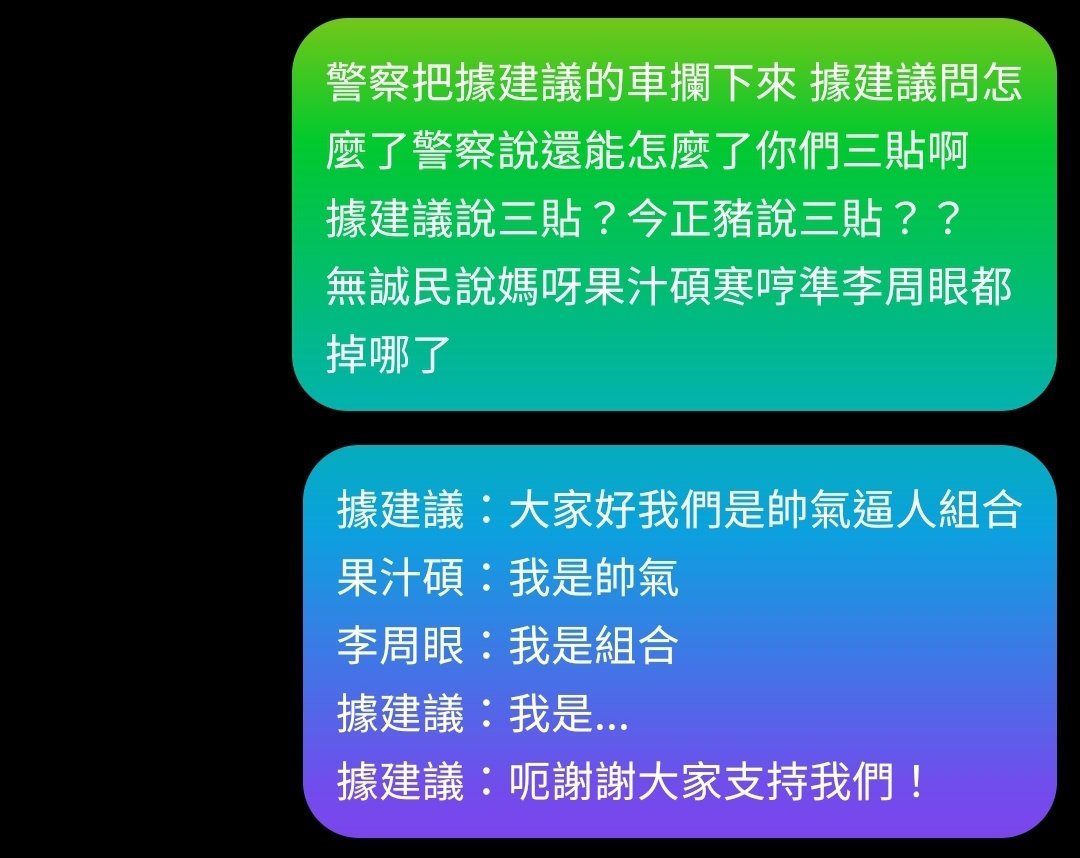 警察把據建議的車攔下來 據建議問怎
麼了警察說還能怎麼了你們三貼啊
據建議說三貼？今正豬說三貼？？
無誠民說媽呀果汁碩寒哼準李周眼都
掉哪了
據建議：大家好我們是帥氣逼人組合
果汁碩：我是帥氣
李周眼：我是組合
據建議：我是...
據建議：呃謝謝大家支持我們！